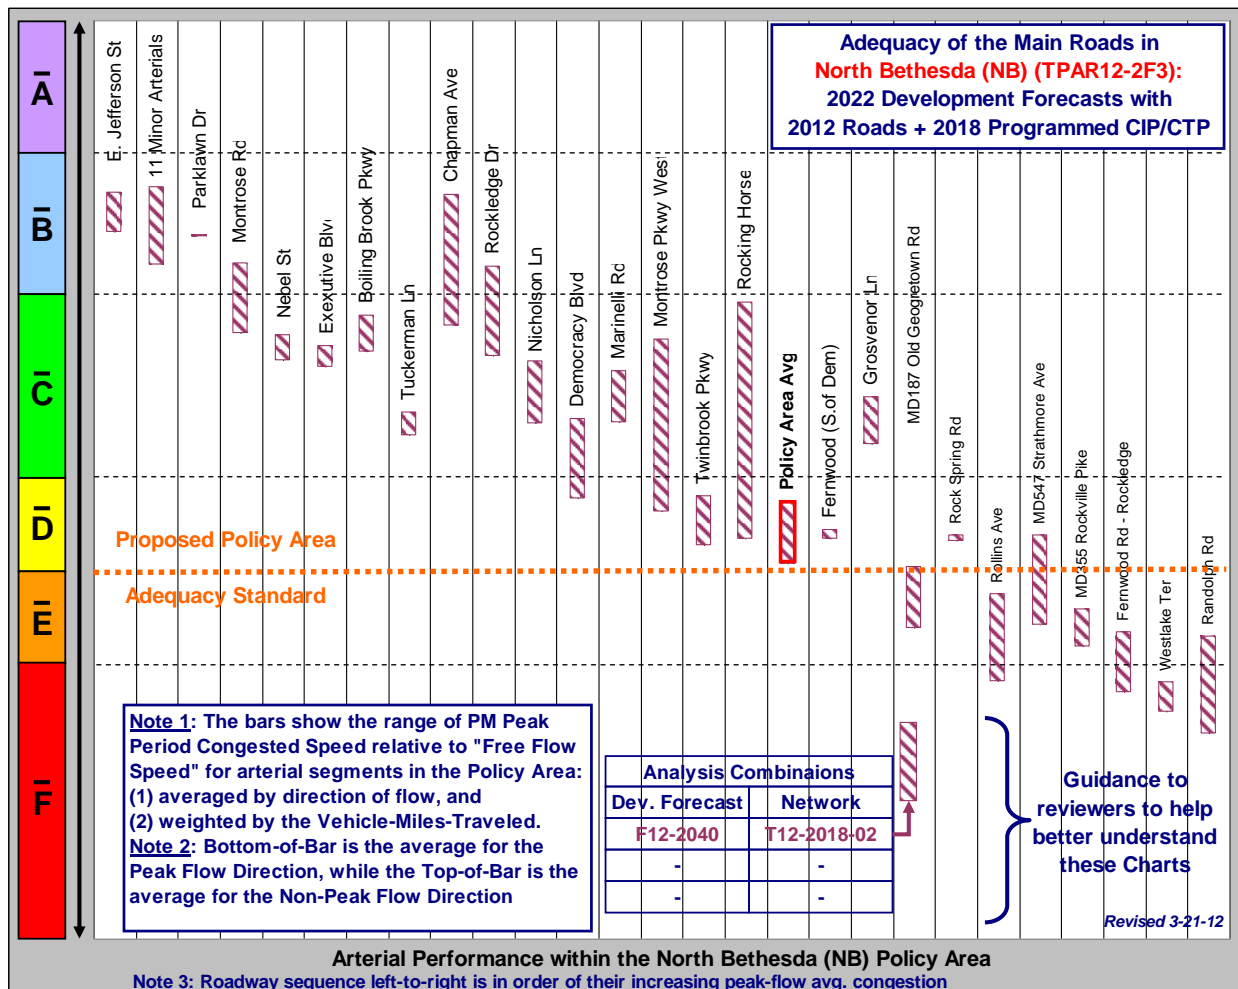 Adequacy of the Main Roads in
North Bethesda (NB) (TPAR12-2F3):
2022 Development Forecasts with
2012 Roads + 2018 Programmed CIP/CTP
A
B
C
D
E
F
E. Jefferson St
11 Minor Arterials
Parklawn Dr
Montrose Rd
Nebel St
Exexutive Blv
Boiling Brook Pkwy
Tuckerman Ln
Chapman Ave
Rockledge Dr
Nicholson Ln
Democracy Blvd
Marinelli Rd
Montrose Pkwy Wes
Twinbrook Pkwy
Rocking Horse
Policy Area Avg
Fernwood (S.of Dem)
Grosvenor Ln
MD187 Old Geogretown Rd
Rock Spring Rd
Rollins Ave
MD547 Strathmore Ave
MD355 Rockville Pike
Fernwood Rd - Rockledge
Westlake Ter
Randolph Rd
Proposed Policy Area
Adequacy Standard
Note 1: The bars show the range of PM Peak
Period Congested Speed relative to "Free Flow
Speed" for arterial segments in the Policy Area:
(1) averaged by direction of flow, and
(2) weighted by the Vehicle-Miles-Traveled.
Note 2: Bottom-of-Bar is the average for the
Peak Flow Direction, while the Top-of-Bar is the
average for the Non-Peak Flow Direction
Analysis Combinaions
Dev. Forecast Network
F12-2040 T12-2018-02
- -
- -
Guidance to
reviewers to help
better understand
these Charts
Revised 3-21-12
Arterial Performance within the North Bethesda (NB) Policy Area
Note 3: Roadway sequence left-to-right is in order of their increasing peak-flow avg. congestion